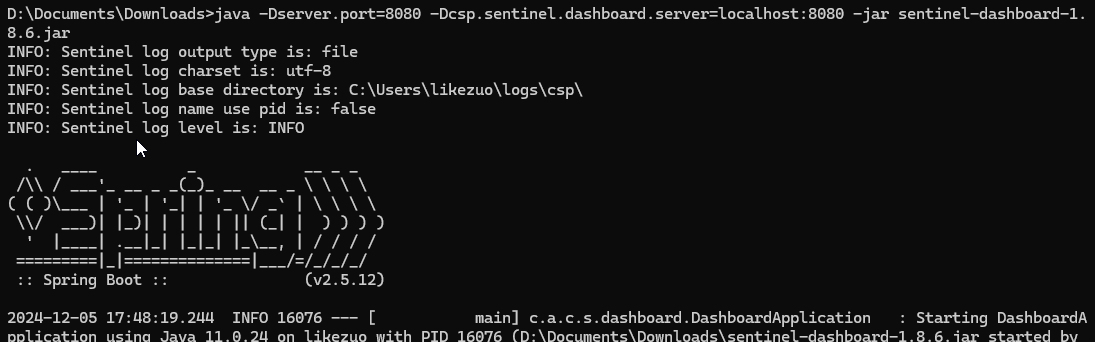 D:\Documents\Downloads>java -Dserver.port=8080 -Dcsp.sentinel.dashboard.server=localhost:8080 -jar sentinel-dashboard-1.
8.6.jar
INFO: Sentinel log output type is: file
INFO: Sentinel log charset is: utf-8
INFO: Sentinel log base directory is: C:\Users\likezuo\logs\csp\
INFO: Sentinel log name use pid is: false
INFO: Sentinel log level is: INFO
  .   ____          _            __ _ _
 /\\ / ___'_ __ _ _(_)_ __  __ _ \ \ \ \
( ( )\___ | '_ | '_| | '_ \/ _` | \ \ \ \
 \\/  ___)| |_)| | | | | || (_| |  ) ) ) )
  '  |____| .__|_| |_|_| |_\__, | / / / /
 =========|_|==============|___/=/_/_/_/
 :: Spring Boot ::               (v2.5.12)
2024-12-05 17:48:19.244  INFO 16076 --- [           main] c.a.c.s.dashboard.DashboardApplication   : Starting DashboardA
pplication using Java 11.0.24 on likezuo with PID 16076 (D:\Documents\Downloads\sentinel-dashboard-1.8.6.jar started by